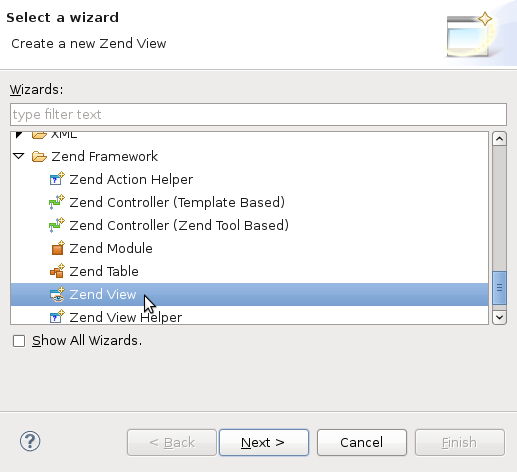 Select a wizard
Create a new Zend View
Wizards:
type filter text
XML
Zend Framework
Zend Action Helper
Zend Controller (Template Based)
Zend Controller (Zend Tool Based)
Zend Module
Zend Table
Zend View
Zend View Helper
Show All Wizards.
?
< Back
Next >
Cancel
Finish